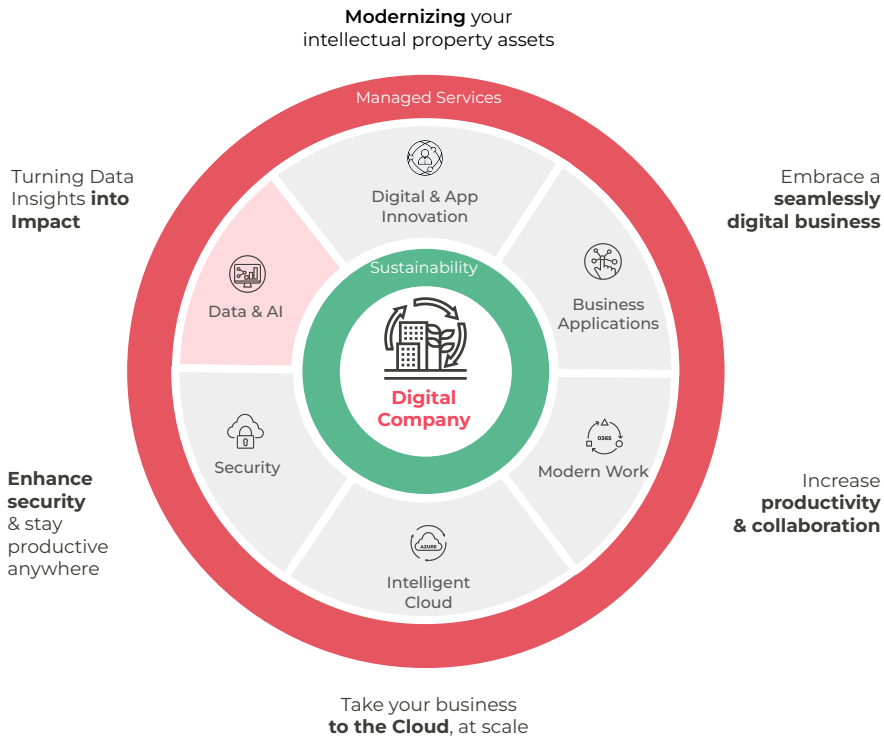 Modernizing your
intellectual property assets
Managed Services
Turning Data
Insights into
Impact
Digital & App
Innovation
Embrace a
seamlessly
digital business
Data & AI
Sustainability
Business
Applications
Digital
Company
Enhance
security
& stay
productive
anywhere
Security
O365
Modern Work
Increase
productivity
& collaboration
AZURE
Intelligent
Cloud
Take your business
to the Cloud, at scale